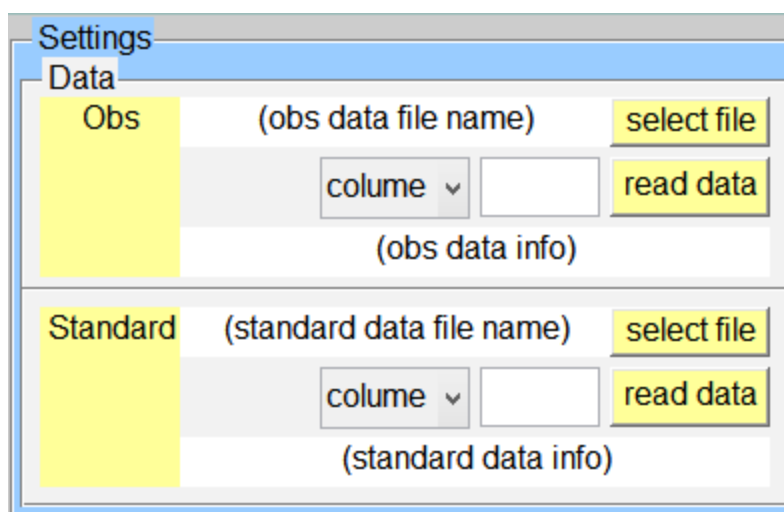 Settings
Data
Obs (obs data file name) select file
colume read data
(obs data info)
Standard (standard data file name) select file
colume read data
(standard data info)